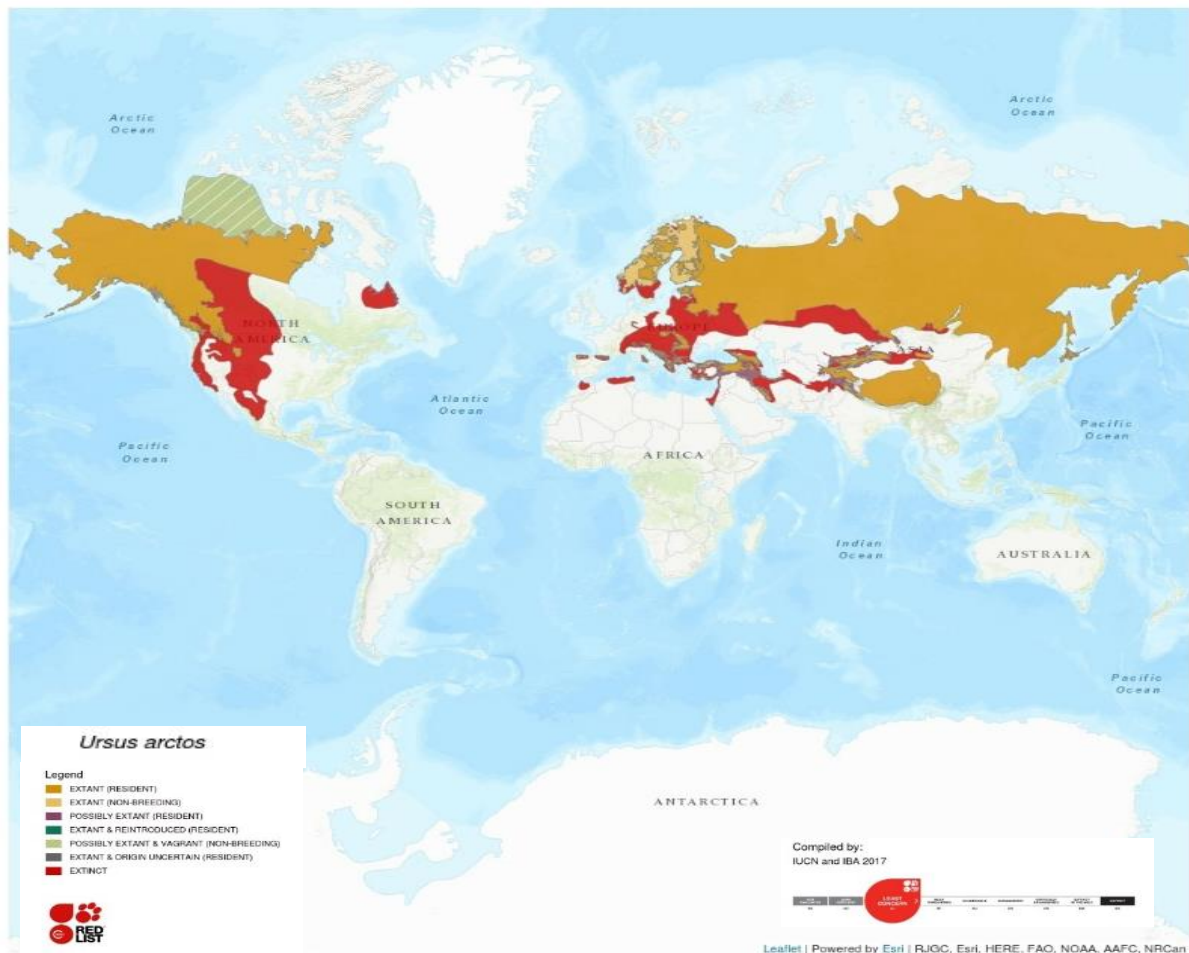 Arctic
Ocean
Arctic
Ocean
NORTH
AMERICA
EUROPE
ASIA
Atlantic
Ocean
Pacific
Ocean
AFRICA
Pacific
Ocean
SOUTH
AMERICA
Indian
Ocean
AUSTRALIA
Pacific
Ocean
ANTARCTICA
Ursus arctos
Legend
EXTANT (RESIDENT)
EXTANT (NON-BREEDING)
POSSIBLY EXTANT (RESIDENT)
EXTANT & REINTRODUCED (RESIDENT)
POSSIBLY EXTANT & VAGRANT (NON-BREEDING)
EXTANT & ORIGIN UNCERTAIN (RESIDENT)
EXTINCT
RED
LIST
Compiled by:
IUCN and IBA 2017
LEAST
CONCERN
Leaflet | Powered by Esri | RJGC, Esri, HERE, FAO, NOAA, AAFC, NRCan